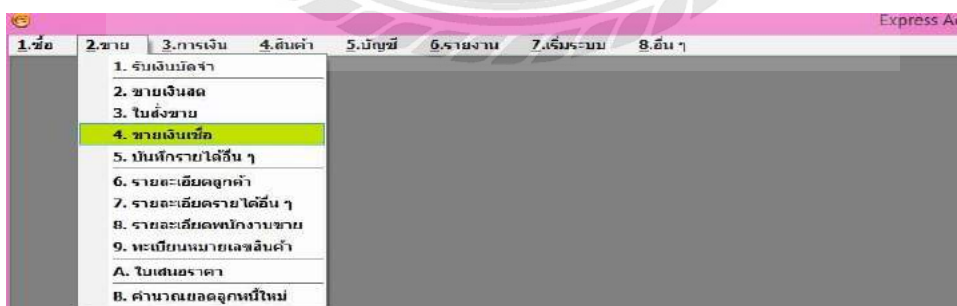 Express Ac
1.ซื้อ 2.ขาย 3.การเงิน 4.สินค้า 5.บัญชี 6.รายงาน 7.เริ่มระบบ 8.อื่น ๆ
1. รับเงินมัดจำ
2. ขายเงินสด
3. ใบสั่งขาย
4. ขายเงินเชื่อ
5. บันทึกรายได้อื่น ๆ
6. รายละเอียดลูกค้า
7. รายละเอียดรายได้อื่น ๆ
8. รายละเอียดพนักงานขาย
9. ทะเบียนหมายเลขสินค้า
A. ใบเสนอราคา
B. คำนวณยอดลูกหนี้ใหม่